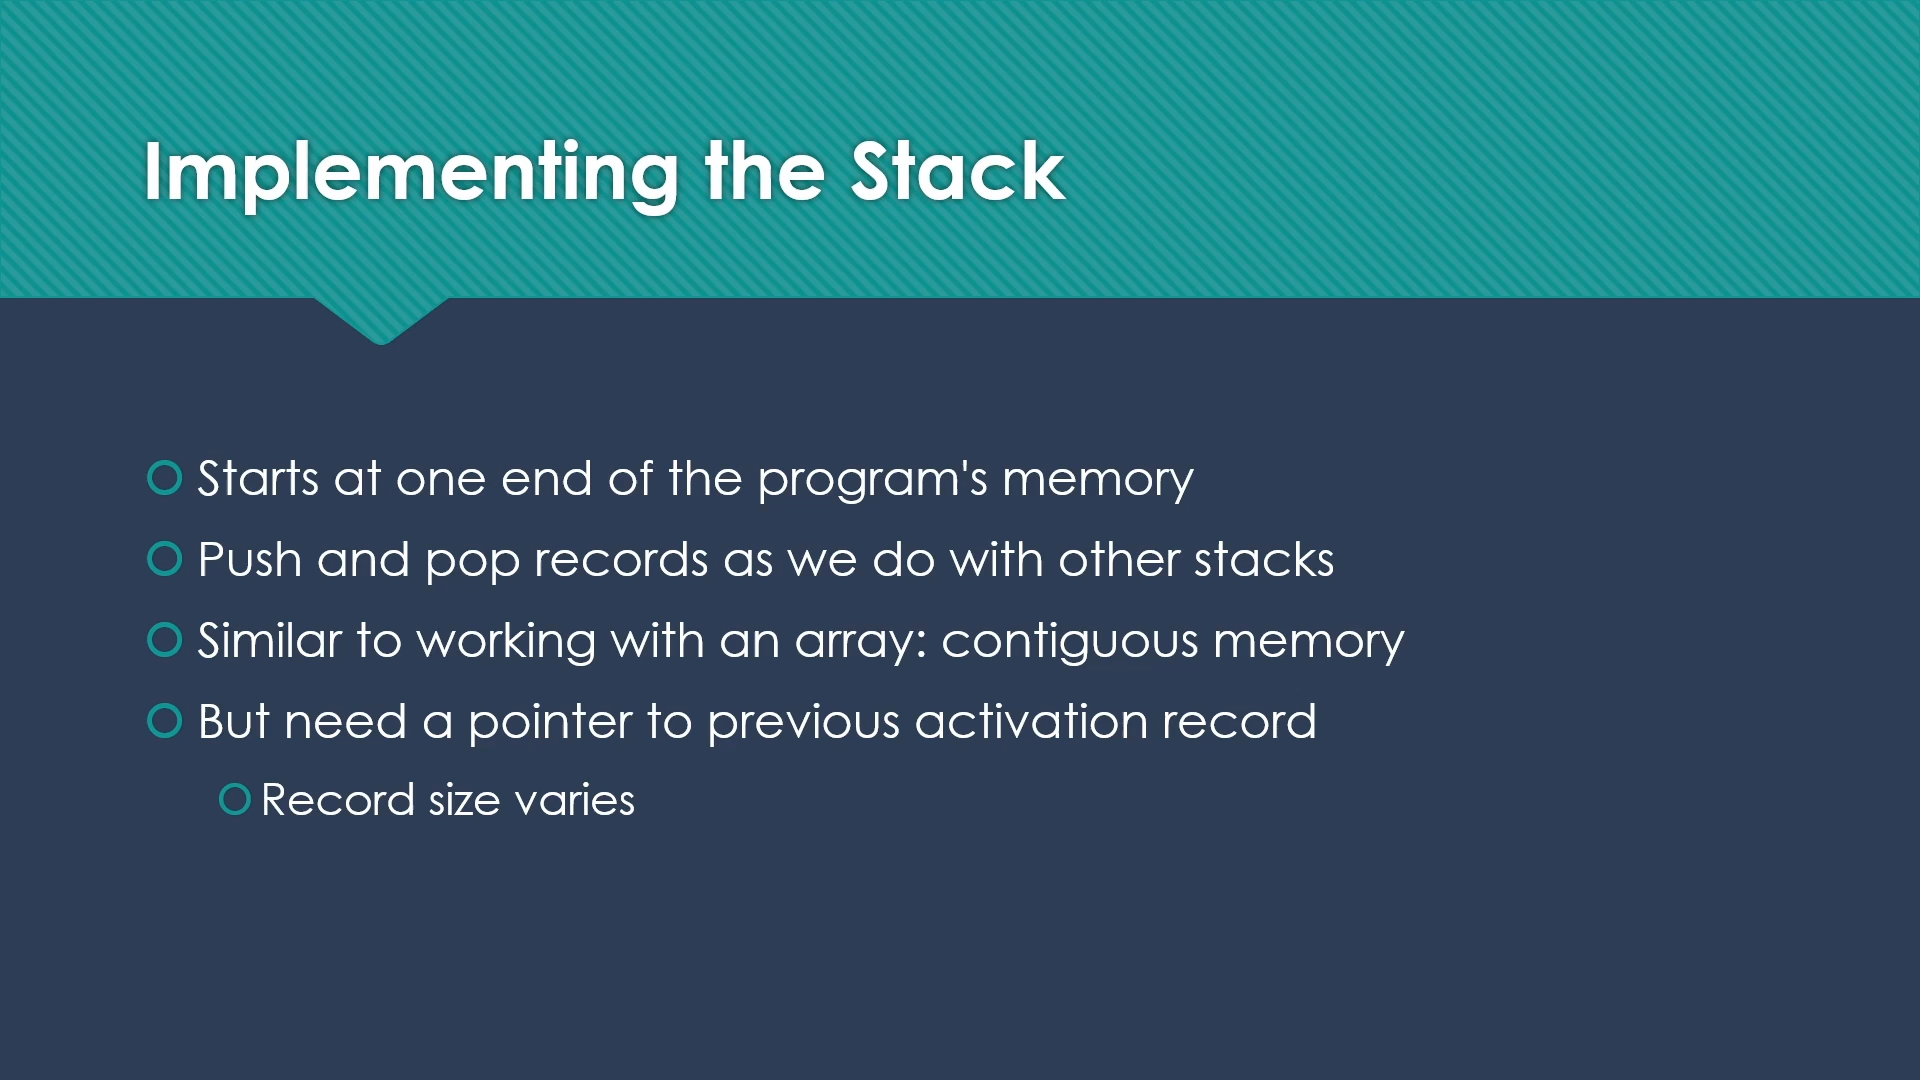 Implementing the Stack
Starts at one end of the program's memory
Push and pop records as we do with other stacks
Similar to working with an array: contiguous memory
But need a pointer to previous activation record
Record size varies